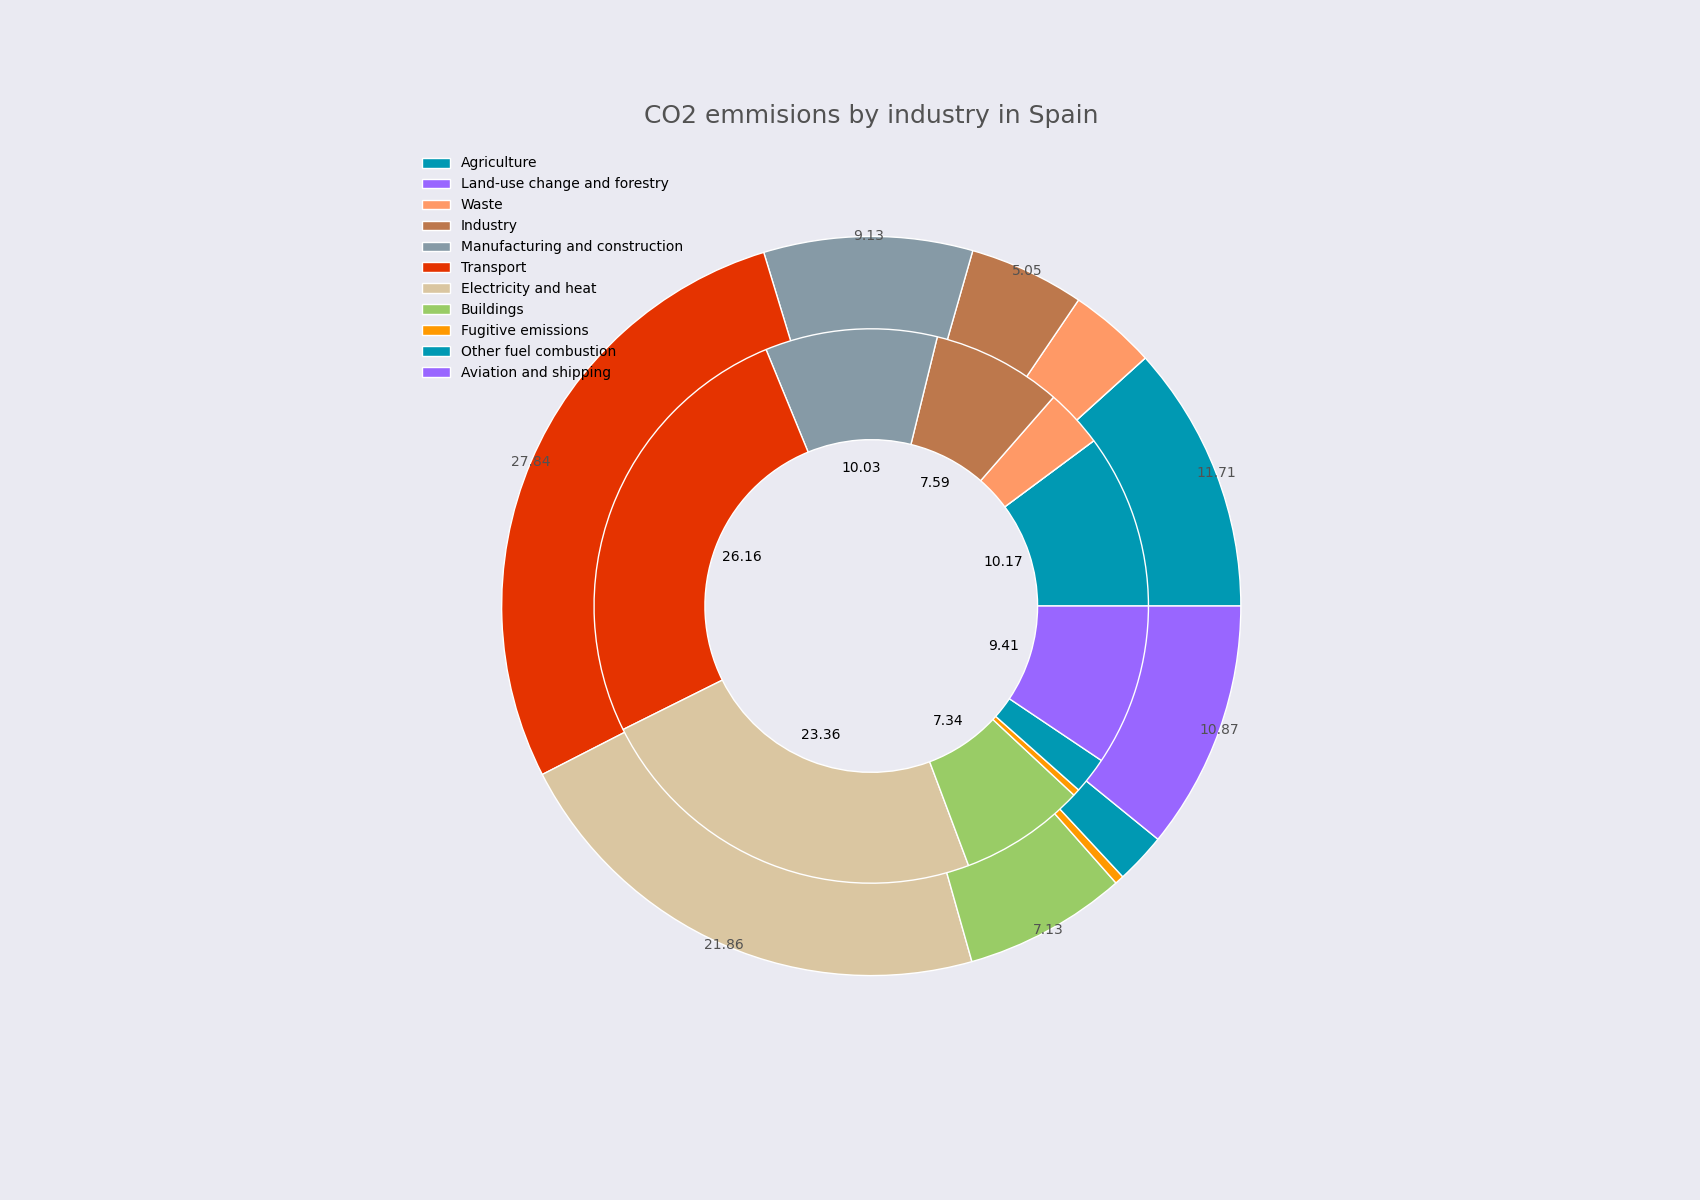 CO2 emmisions by industry in Spain
Agriculture
Land-use change and forestry
Waste
Industry
Manufacturing and construction
Transport
Electricity and heat
Buildings
Fugitive emissions
Other fuel combustion
Aviation and shipping
9.13
5.05
27.84
11.71
10.03
7.59
26.16
10.17
9.41
7.34
23.36
10.87
7.13
21.86